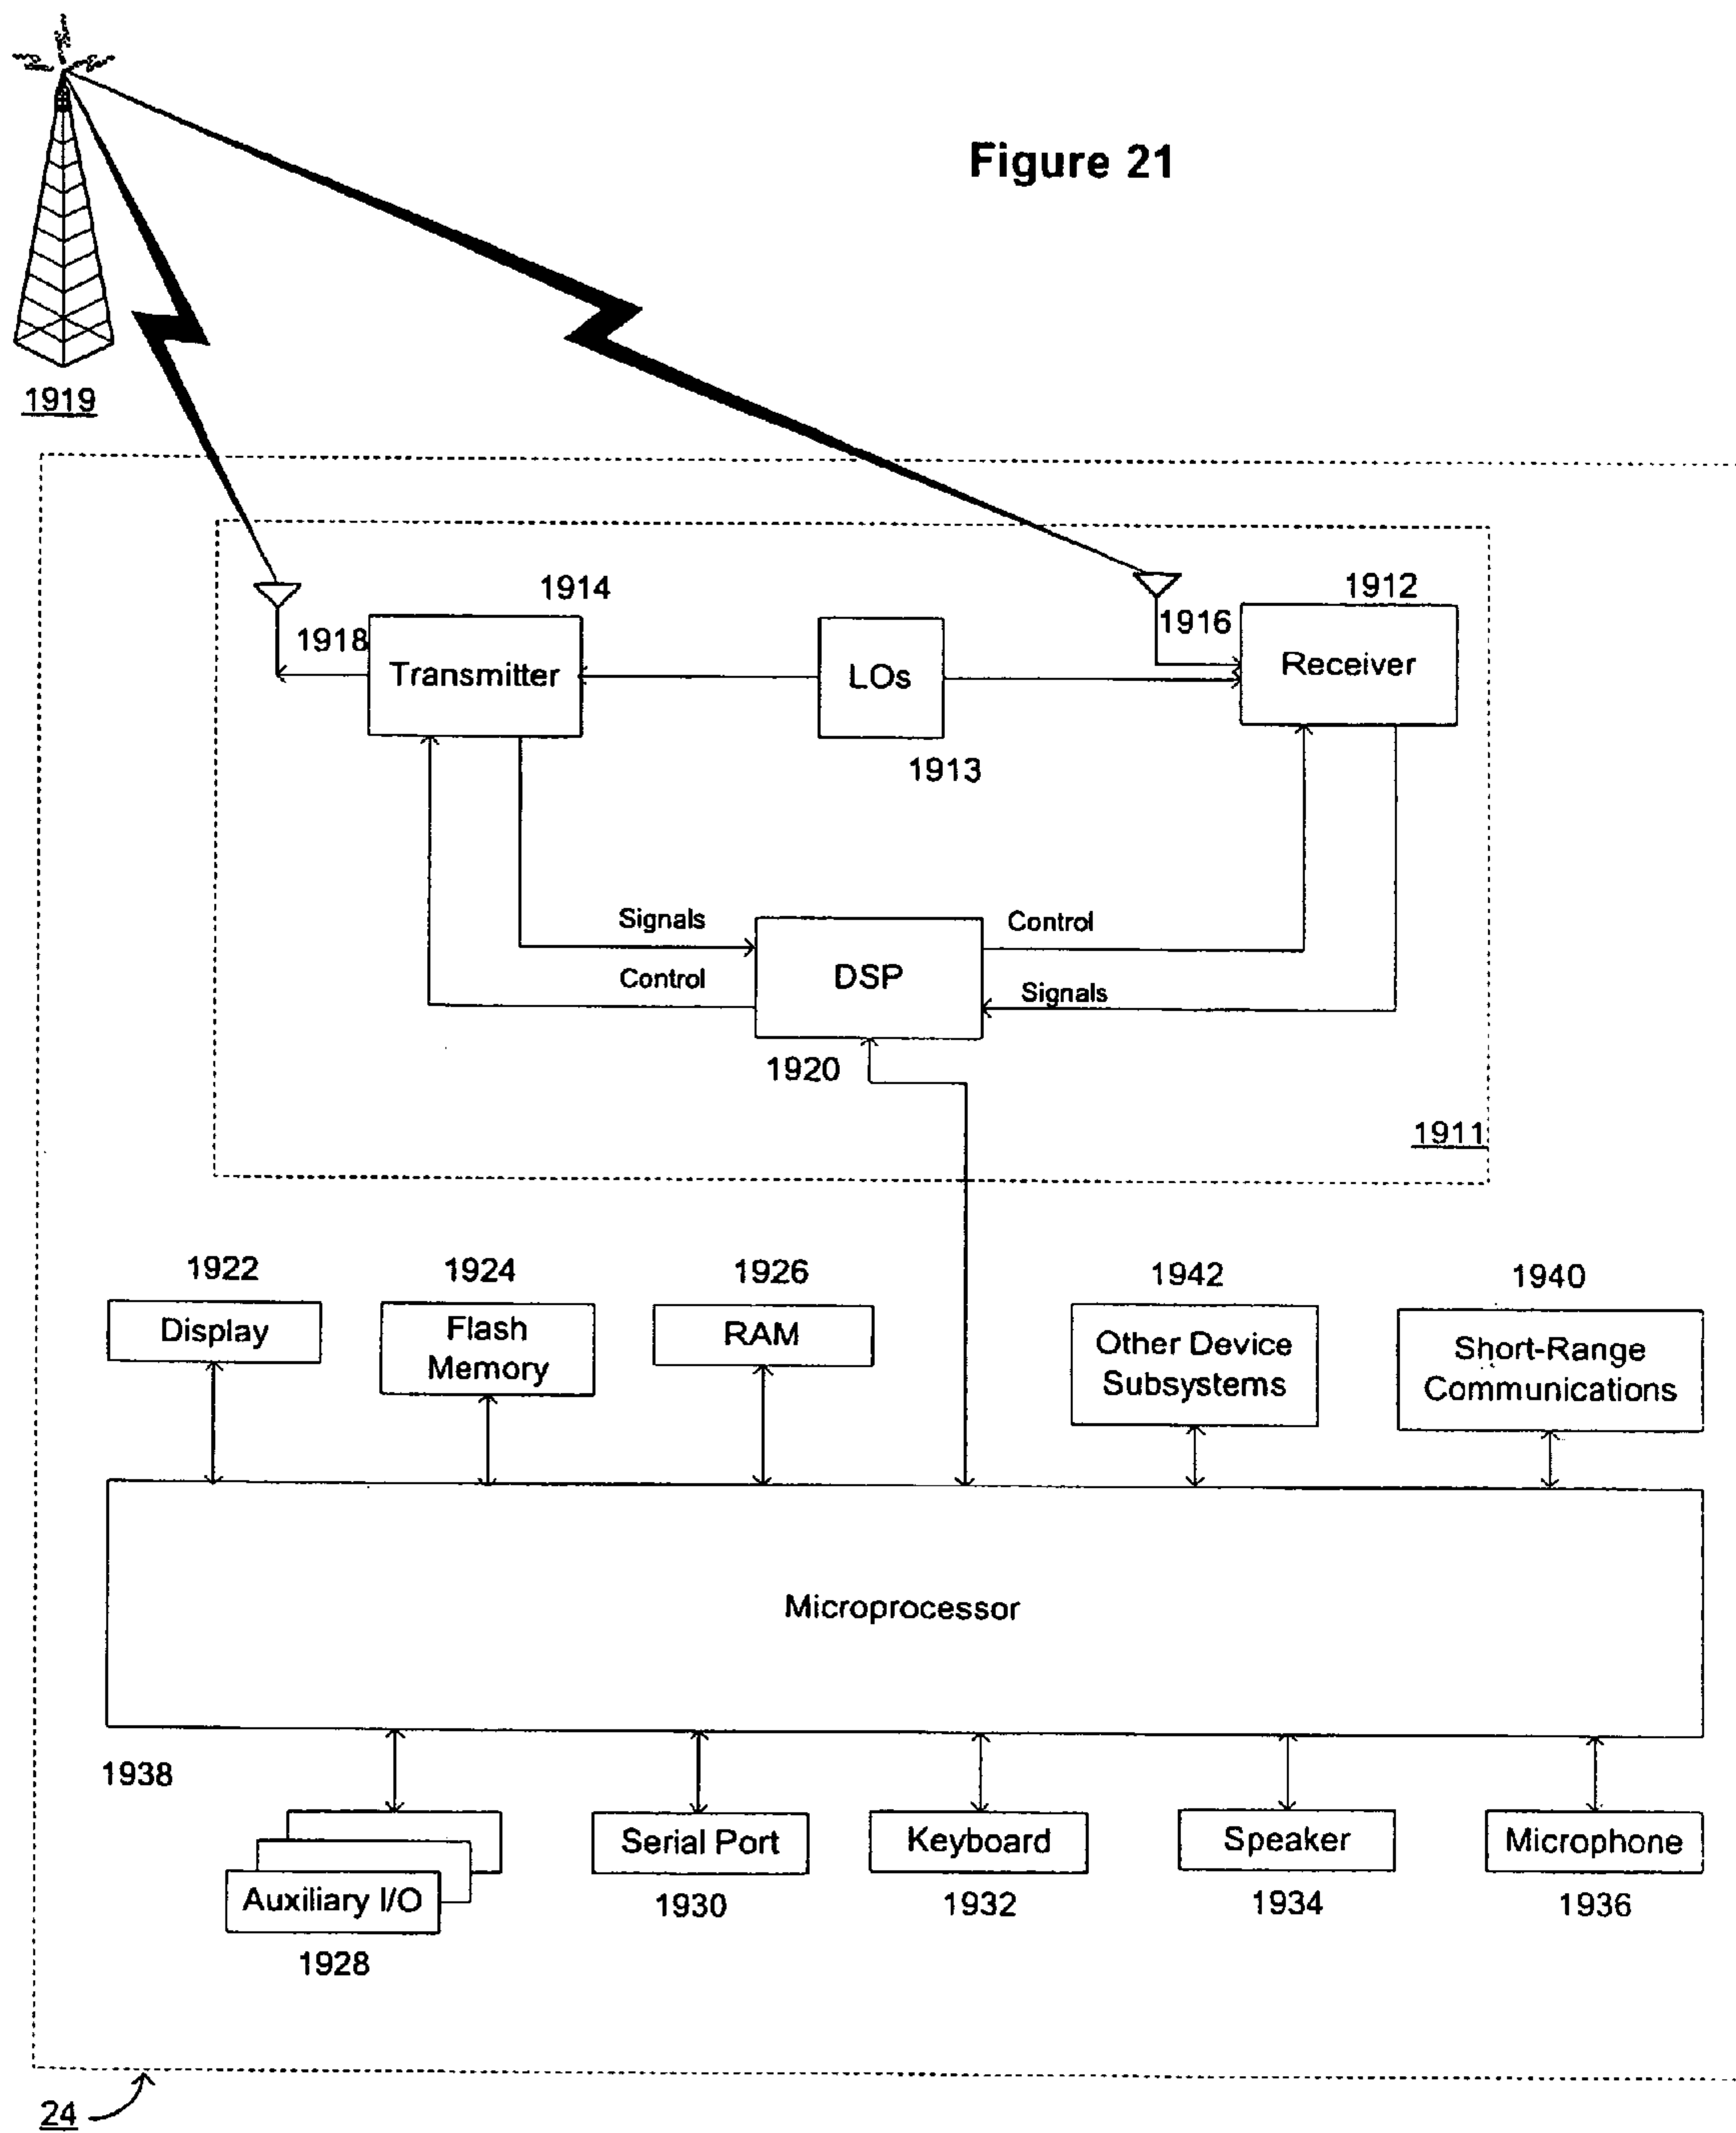 Figure 21
1919
1914
1912
1918
1916
Transmitter
LOs
Receiver
1913
Signals
Control
DSP
Control
Signals
1920
1911
1922
1924
1926
1942
1940
Display
Flash
Memory
RAM
Other Device
Subsystems
Short-Range
Communications
Microprocessor
1938
Serial Port
Keyboard
Speaker
Microphone
Auxiliary I/O
1930
1932
1934
1936
1928
24